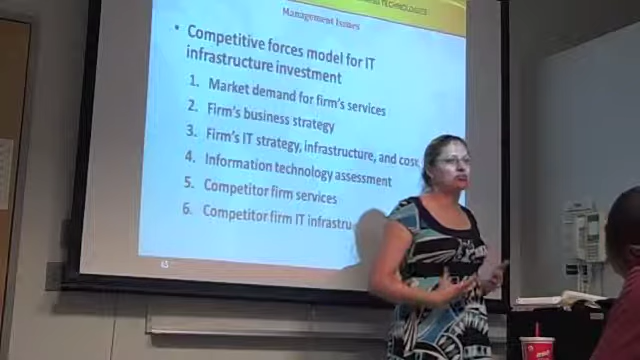 TECHNOLOGIES
Management Issues
• Competitive forces model for IT
infrastructure investment
1. Market demand for firm's services
2. Firm's business strategy
3. Firm's IT strategy, infrastructure, and cost
4. Information technology assessment
5. Competitor firm services
6. Competitor firm IT infrastru